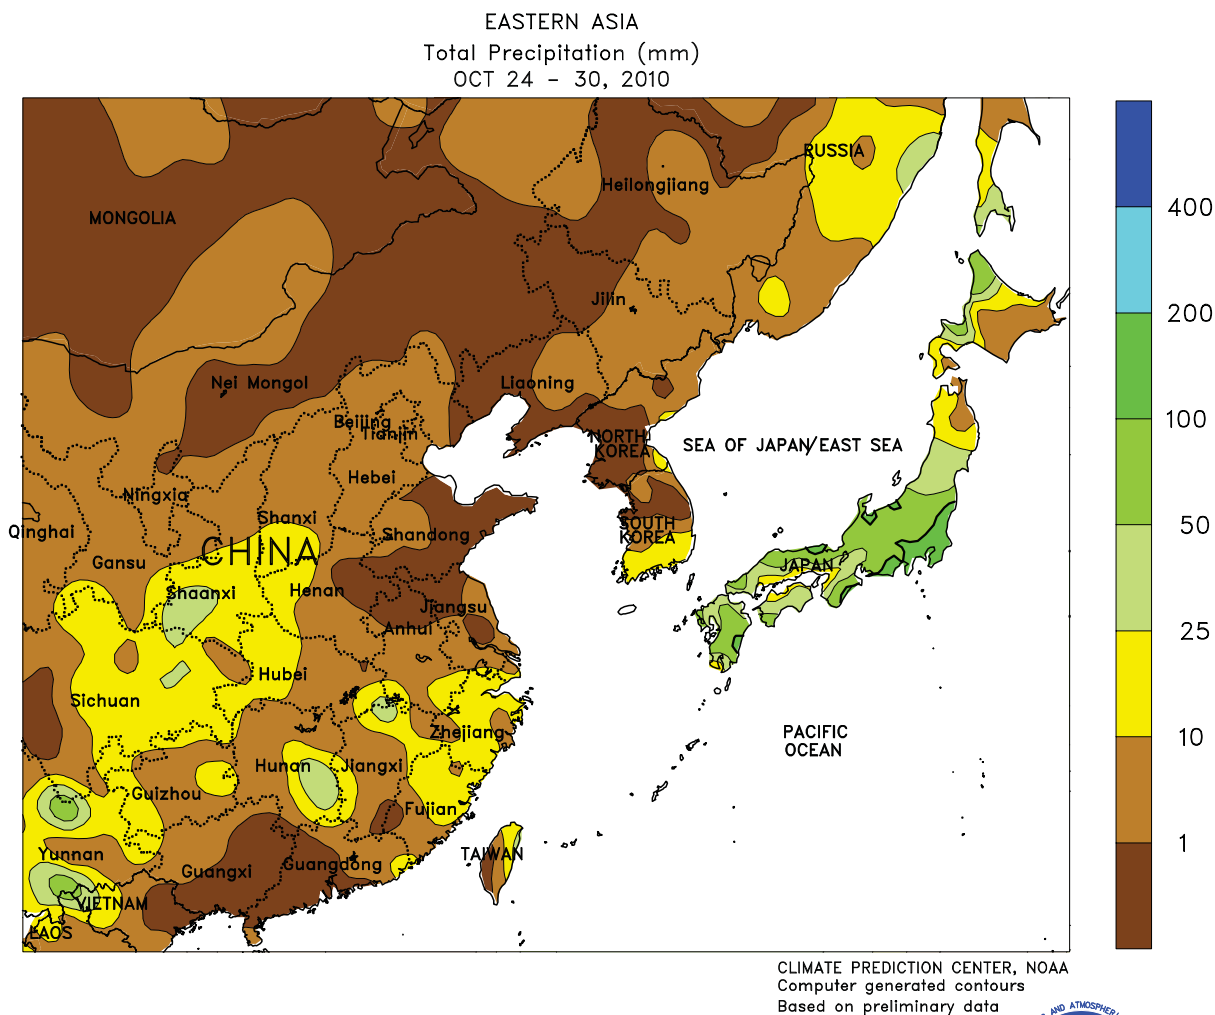 EASTERN ASIA
Total Precipitation (mm)
OCT 24 - 30, 2010
RUSSIA
Heilongjiang
MONGOLIA
400
Jilin
200
Nei Mongol
Liaoning
100
Beijing
Tianjin
NORTH
KOREA
SEA OF JAPAN/EAST SEA
Hebei
Ningxia
Shanxi
50
Qinghai
Shandong
SOUTH
KOREA
CHINA
Gansu
JAPAN
Shaanxi
Henan
Jiangsu
Anhui
25
Hubei
Sichuan
Zhejiang
PACIFIC
OCEAN
10
Hunan
Jiangxi
Guizhou
Fujian
1
Yunnan
TAIWAN
Guangxi
Guangdong
VIETNAM
LAOS
CLIMATE PREDICTION CENTER, NOAA
Computer generated contours
Based on preliminary data
AND ATMOSPHER